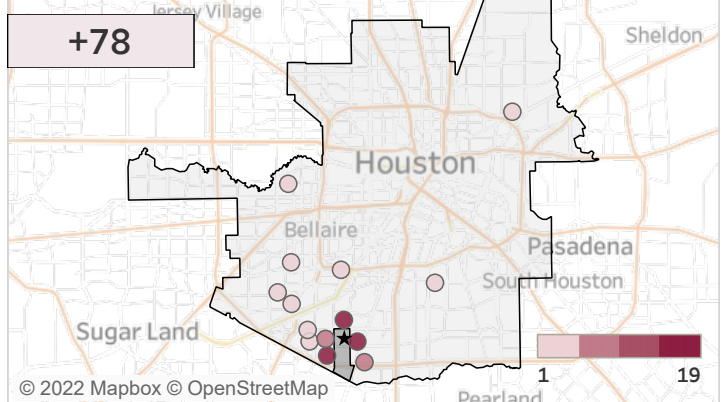 Jersey Village
+78
Sheldon
Houston
Bellaire
Pasadena
South Houston
Sugar Land
1 19
© 2022 Mapbox © OpenStreetMap
Pearland